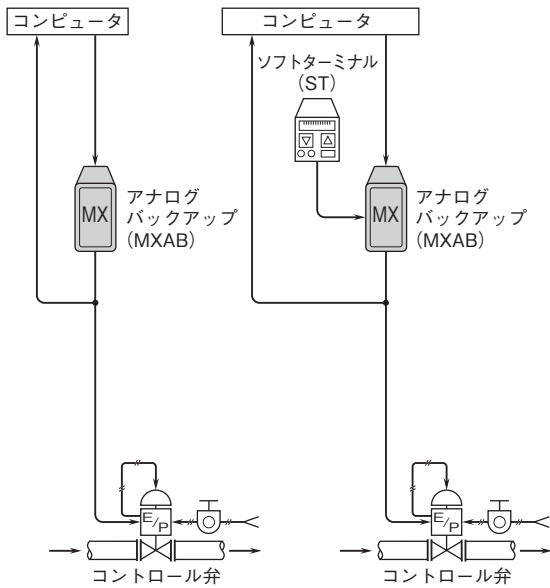 コンピュータ
コンピュータ
ソフトターミナル
(ST)
MX
アナログ
バックアップ
(MXAB)
MX
アナログ
バックアップ
(MXAB)
E/P
コントロール弁
E/P
コントロール弁